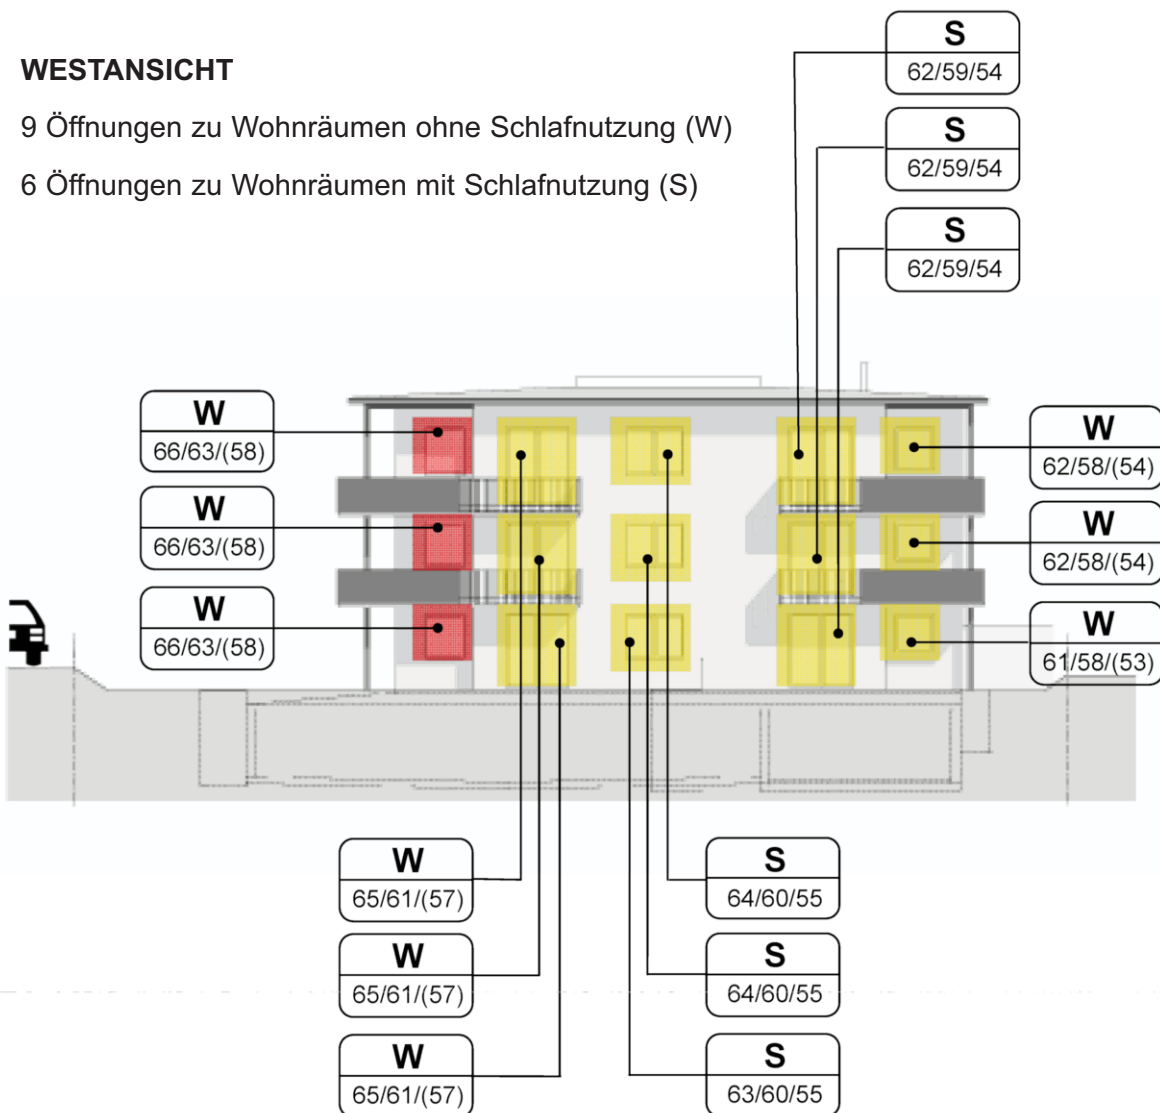 WESTANSICHT
9 Öffnungen zu Wohnräumen ohne Schlafnutzung (W)
6 Öffnungen zu Wohnräumen mit Schlafnutzung (S)
S
62/59/54
S
62/59/54
S
62/59/54
W
66/63/(58)
W
66/63/(58)
W
66/63/(58)
W
62/58/(54)
W
62/58/(54)
W
61/58/(53)
W
65/61/(57)
W
65/61/(57)
W
65/61/(57)
S
64/60/55
S
64/60/55
S
63/60/55